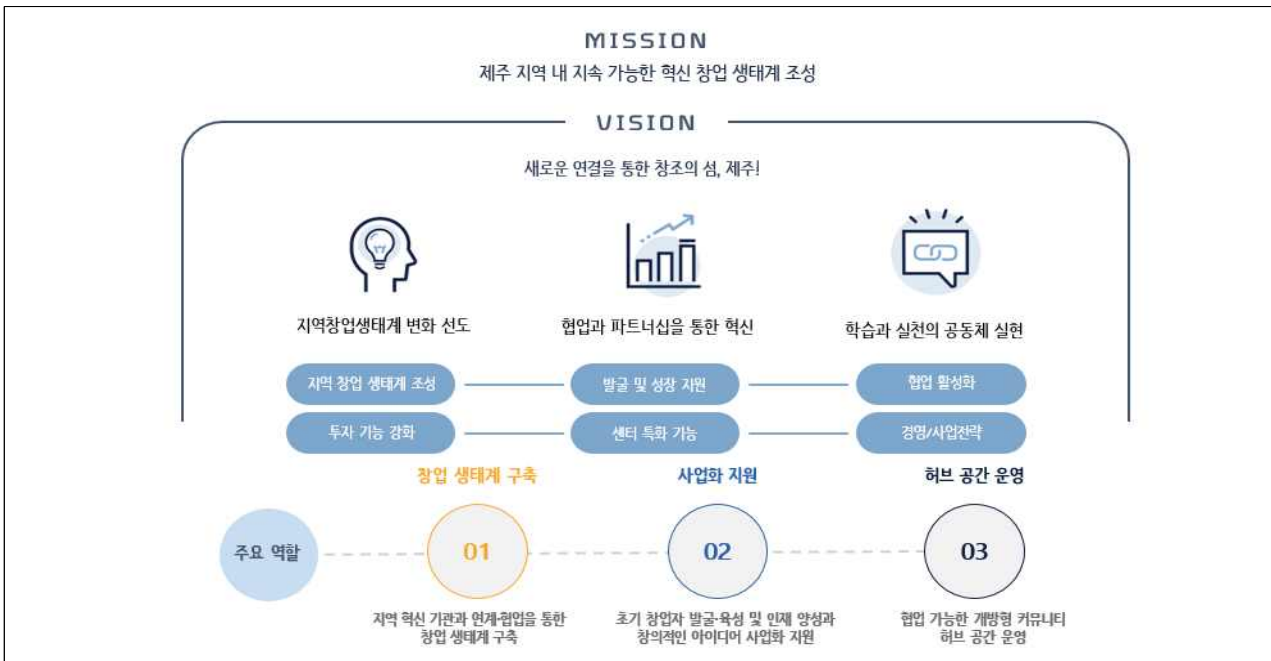 MISSION
제주 지역 내 지속 가능한 혁신 창업 생태계 조성
VISION
새로운 연결을 통한 창조의 섬, 제주!
지역창업생태계 변화 선도
협업과 파트너십을 통한 혁신
학습과 실천의 공동체 실현
지역 창업 생태계 조성
발굴 및 성장 지원
협업 활성화
투자 기능 강화
센터 특화 기능
경영/사업전략
창업 생태계 구축
사업화 지원
허브 공간 운영
주요 역할
01
02
03
지역 혁신 기관과 연계·협업을 통한
창업 생태계 구축
초기 창업자 발굴·육성 및 인재 양성과
창의적인 아이디어 사업화 지원
협업 가능한 개방형 커뮤니티
허브 공간 운영